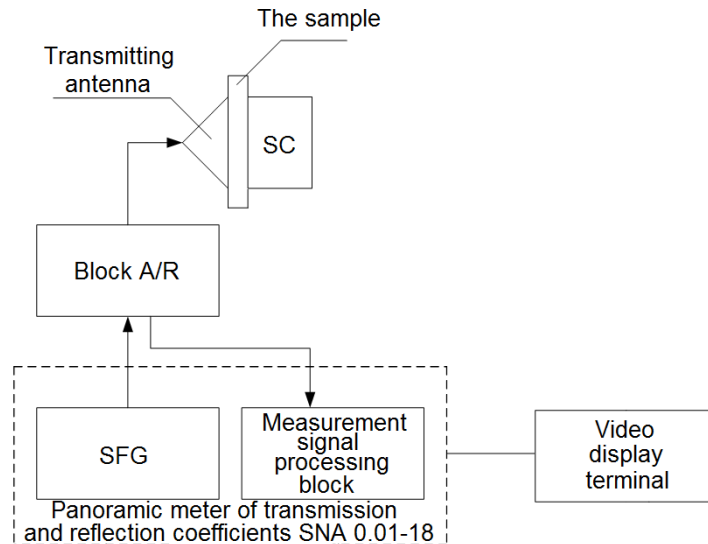 The sample
Transmitting
antenna
SC
Block A/R
SFG
Measurement
signal
processing
block
Video
display
terminal
Panoramic meter of transmission
and reflection coefficients SNA 0.01-18